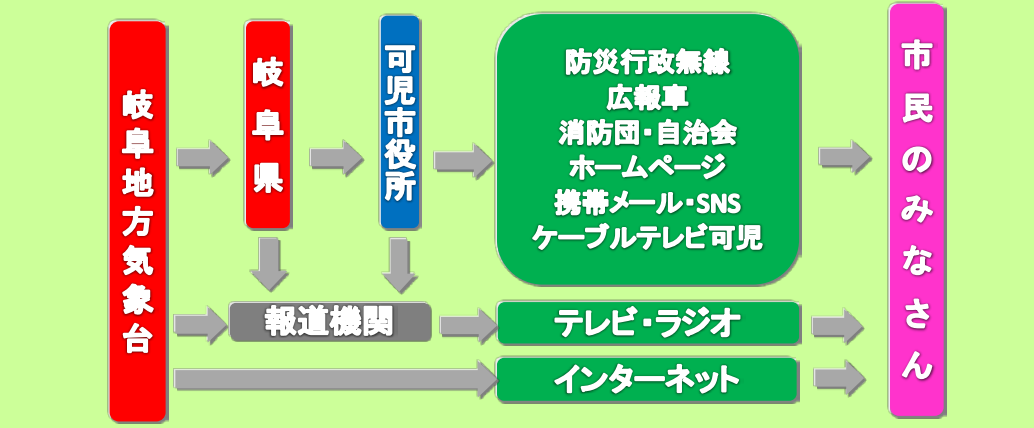 岐阜地方気象台
岐阜県
可児市役所
防災行政無線
広報車
消防団・自治会
ホームページ
携帯メール・SNS
ケーブルテレビ可児
市民のみなさん
報道機関
テレビ・ラジオ
インターネット